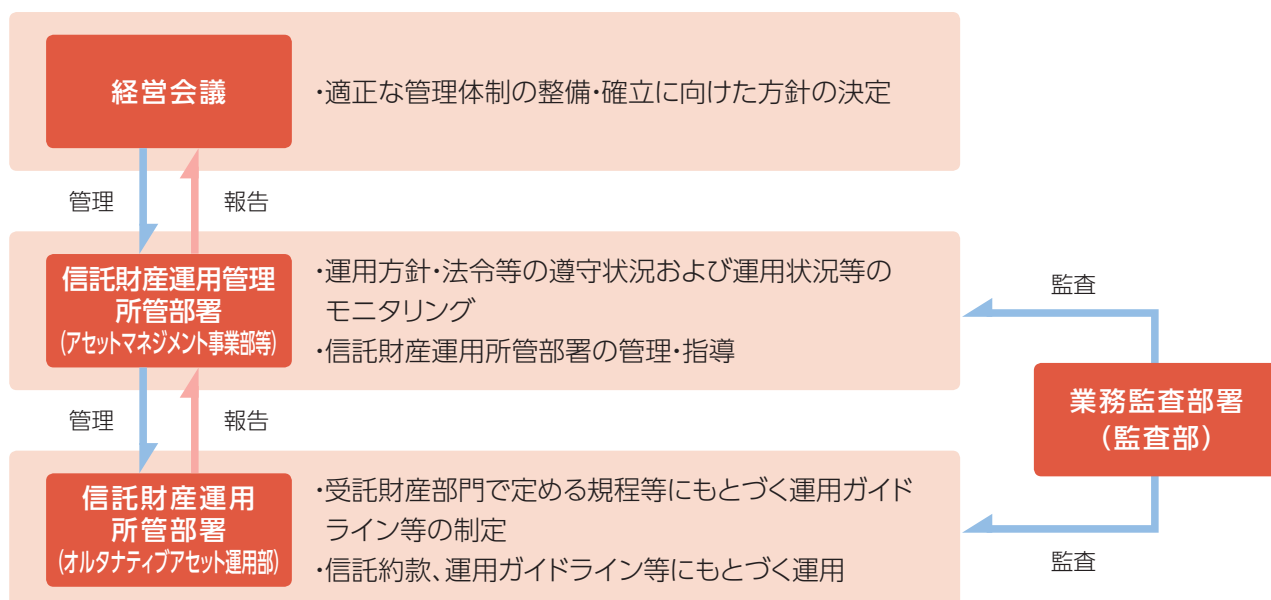 経営会議
・適正な管理体制の整備・確立に向けた方針の決定
管理
報告
信託財産運用管理
所管部署
(アセットマネジメント事業部等)
・運用方針・法令等の遵守状況および運用状況等の
モニタリング
・信託財産運用所管部署の管理・指導
監査
業務監査部署
(監査部)
管理
報告
信託財産運用
所管部署
(オルタナティブアセット運用部)
・受託財産部門で定める規程等にもとづく運用ガイド
ライン等の制定
・信託約款、運用ガイドライン等にもとづく運用
監査